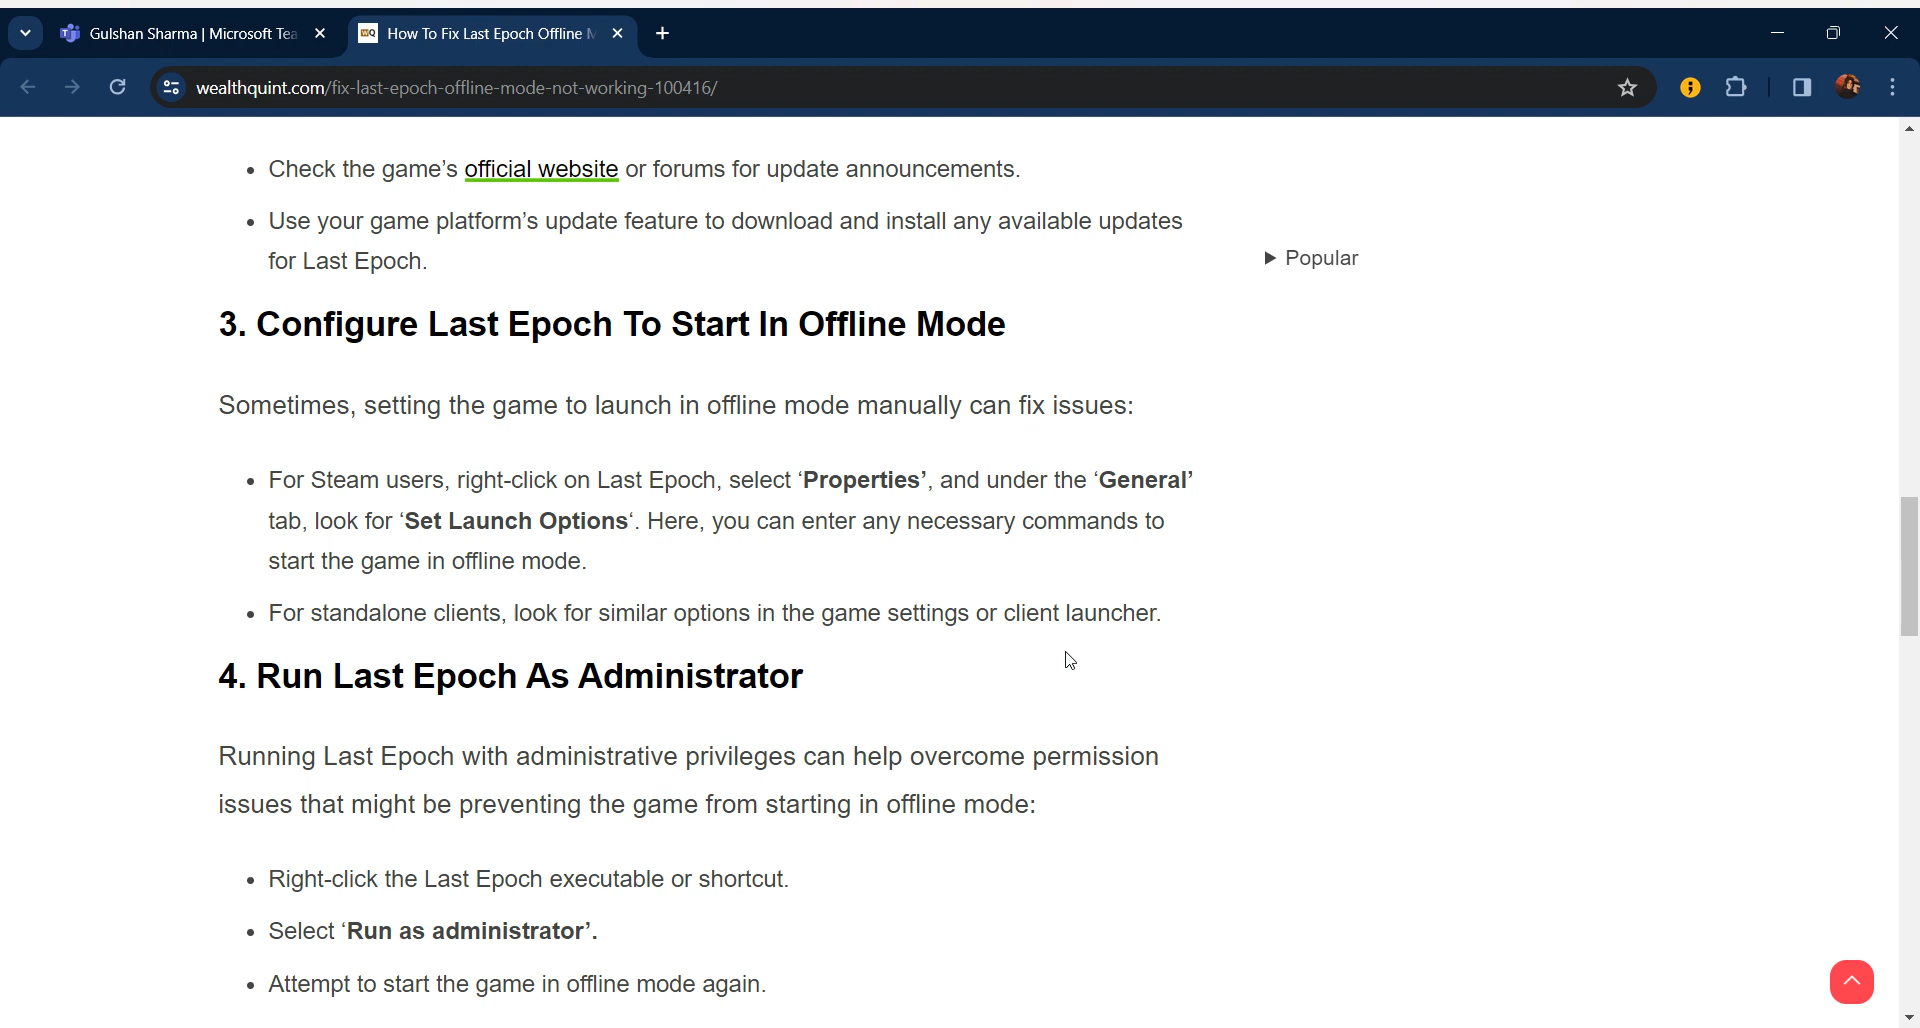 Gulshan Sharma | Microsoft Tea
How To Fix Last Epoch Offline M
wealthquint.com/fix-last-epoch-offline-mode-not-working-100416/
• Check the game’s official website or forums for update announcements.
• Use your game platform’s update feature to download and install any available updates
for Last Epoch.
▶ Popular
3. Configure Last Epoch To Start In Offline Mode
Sometimes, setting the game to launch in offline mode manually can fix issues:
• For Steam users, right-click on Last Epoch, select ‘Properties’, and under the ‘General’
tab, look for ‘Set Launch Options‘. Here, you can enter any necessary commands to
start the game in offline mode.
• For standalone clients, look for similar options in the game settings or client launcher.
4. Run Last Epoch As Administrator
Running Last Epoch with administrative privileges can help overcome permission
issues that might be preventing the game from starting in offline mode:
• Right-click the Last Epoch executable or shortcut.
• Select ‘Run as administrator’.
• Attempt to start the game in offline mode again.